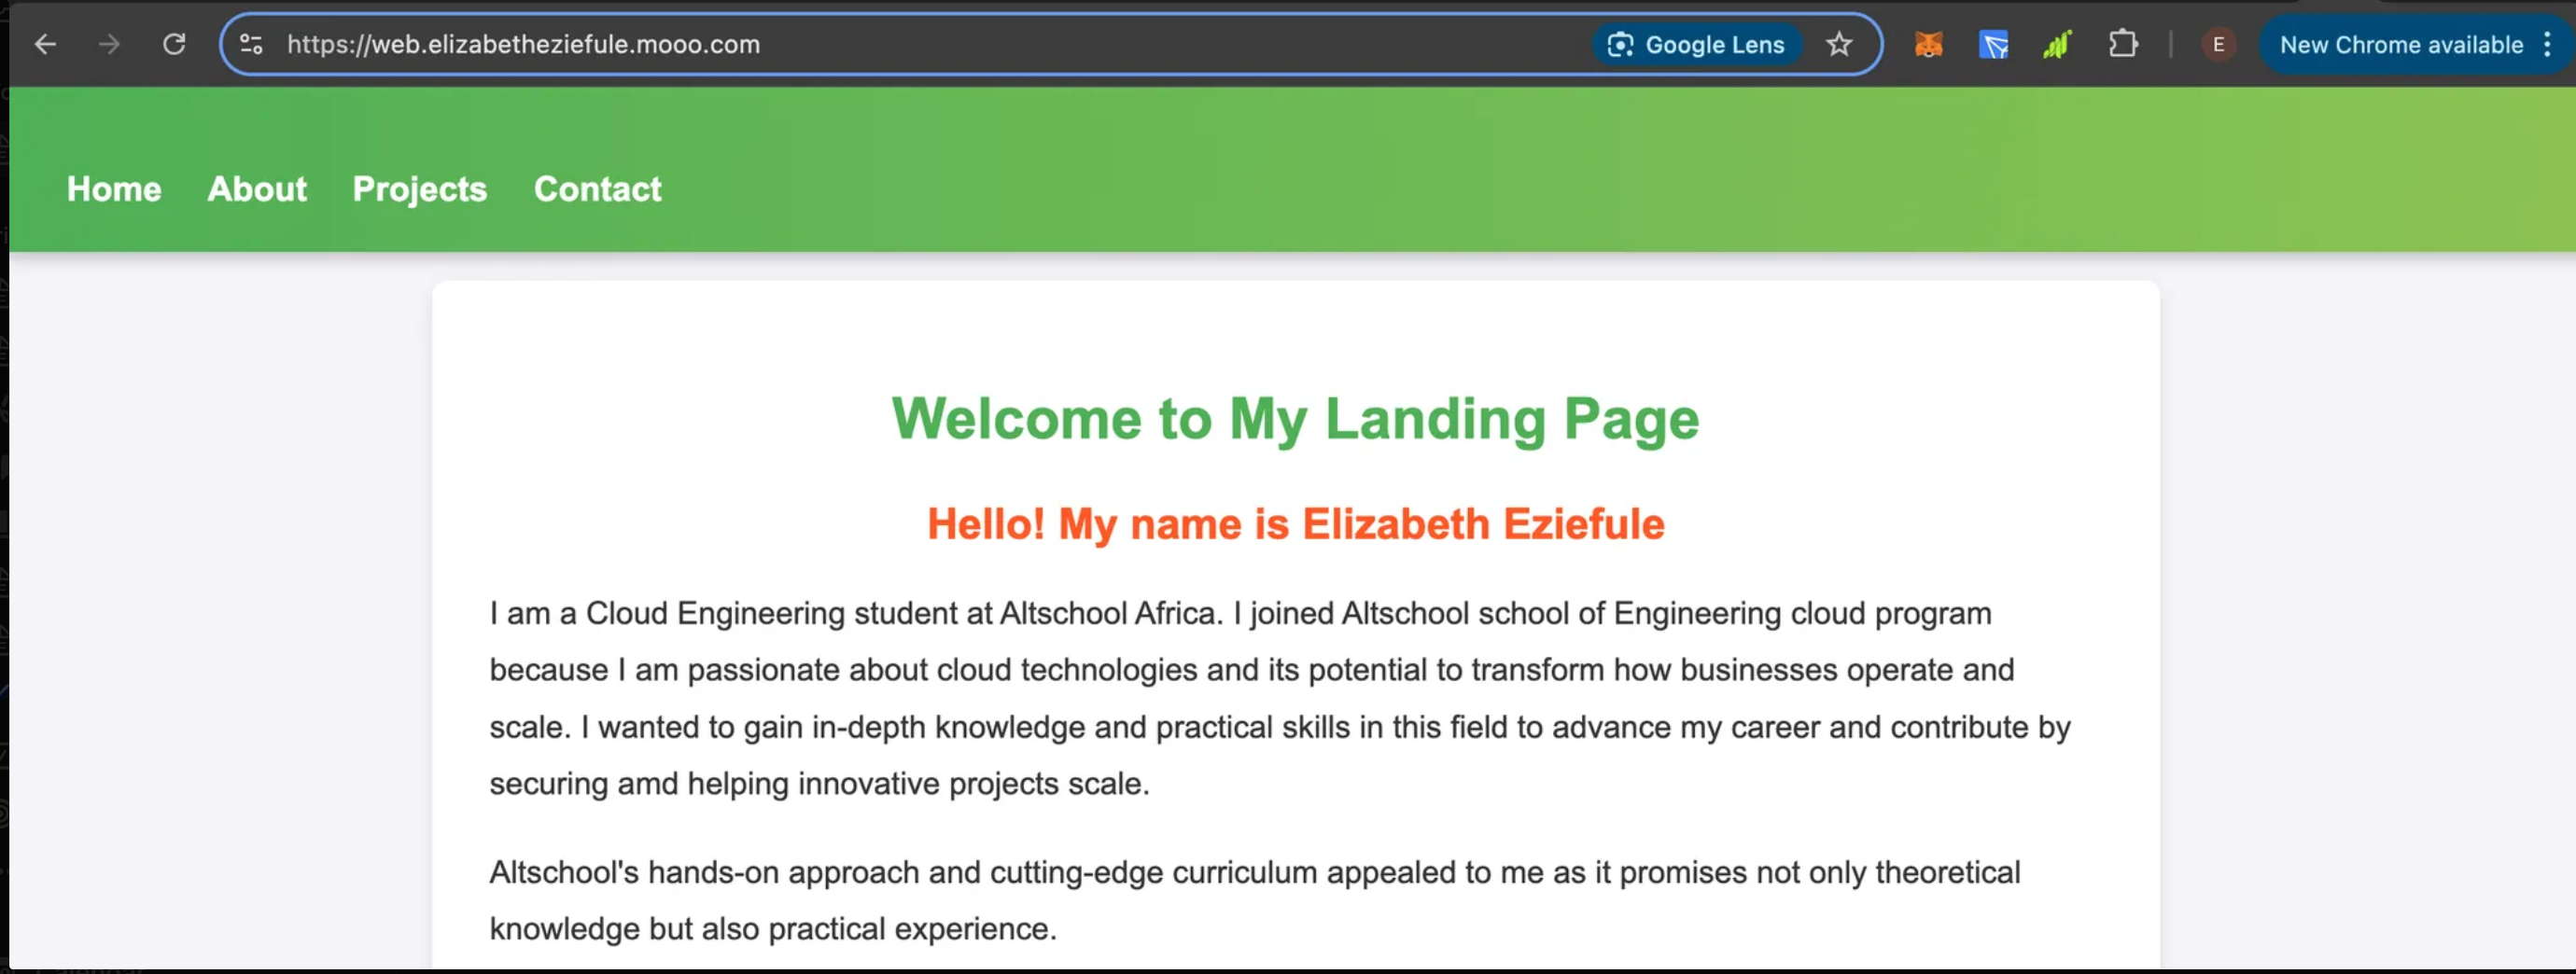 https://web.elizabetheziefule.mooo.com
Google Lens
E
New Chrome available
Home About Projects Contact
Welcome to My Landing Page
Hello! My name is Elizabeth Eziefule
I am a Cloud Engineering student at Altschool Africa. I joined Altschool school of Engineering cloud program
because I am passionate about cloud technologies and its potential to transform how businesses operate and
scale. I wanted to gain in-depth knowledge and practical skills in this field to advance my career and contribute by
securing amd helping innovative projects scale.
Altschool's hands-on approach and cutting-edge curriculum appealed to me as it promises not only theoretical
knowledge but also practical experience.